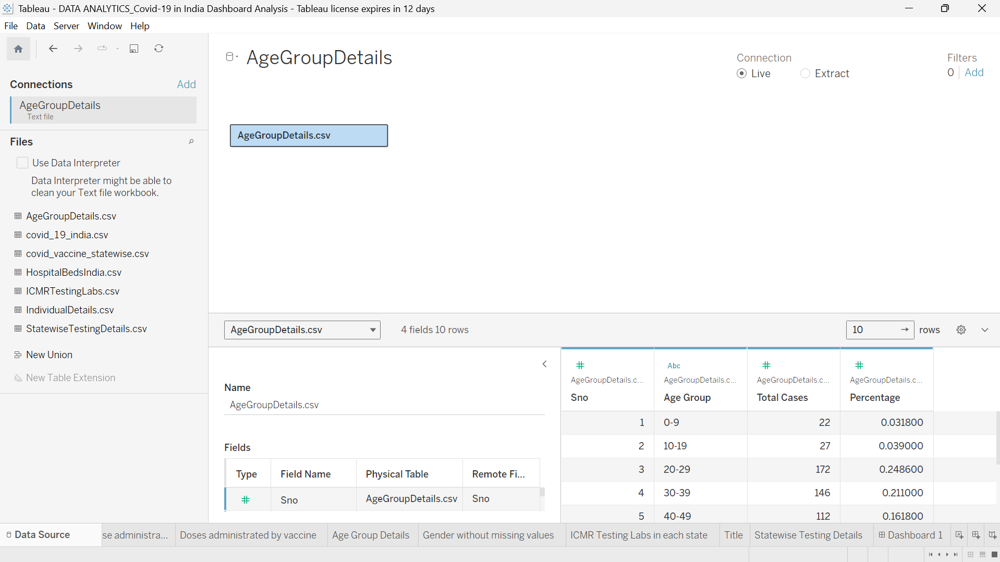 Tableau - DATA ANALYTICS_Covid-19 in India Dashboard Analysis - Tableau license expires in 12 days
File Data Server Window Help
Connections Add
AgeGroupDetails
Text file
Files
Use Data Interpreter
Data Interpreter might be able to
clean your Text file workbook.
AgeGroupDetails.csv
covid_19_india.csv
covid_vaccine_statewise.csv
HospitalBedsIndia.csv
ICMRTestingLabs.csv
IndividualDetails.csv
StatewiseTestingDetails.csv
New Union
New Table Extension
AgeGroupDetails
Connection
Live Extract
Filters
0 Add
AgeGroupDetails.csv
AgeGroupDetails.csv 4 fields 10 rows 10 → rows
Name
AgeGroupDetails.csv
Fields
Type Field Name Physical Table Remote Fi...
# Sno AgeGroupDetails.csv Sno
# Abc # #
AgeGroupDetails.c... AgeGroupDetails.c... AgeGroupDetails.c... AgeGroupDetails.c...
Sno Age Group Total Cases Percentage
1 0-9 22 0.031800
2 10-19 27 0.039000
3 20-29 172 0.248600
4 30-39 146 0.211000
5 40-49 112 0.161800
Data Source se administra... Doses administrated by vaccine Age Group Details Gender without missing values ICMR Testing Labs in each state Title Statewise Testing Details Dashboard 1